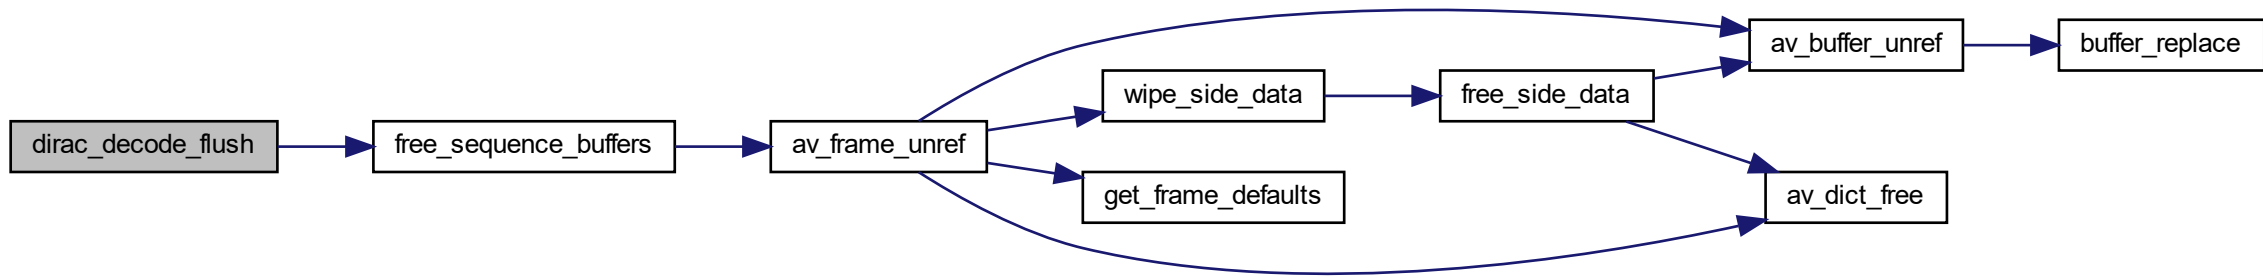 dirac_decode_flush
free_sequence_buffers
av_frame_unref
wipe_side_data
get_frame_defaults
free_side_data
av_buffer_unref
av_dict_free
buffer_replace